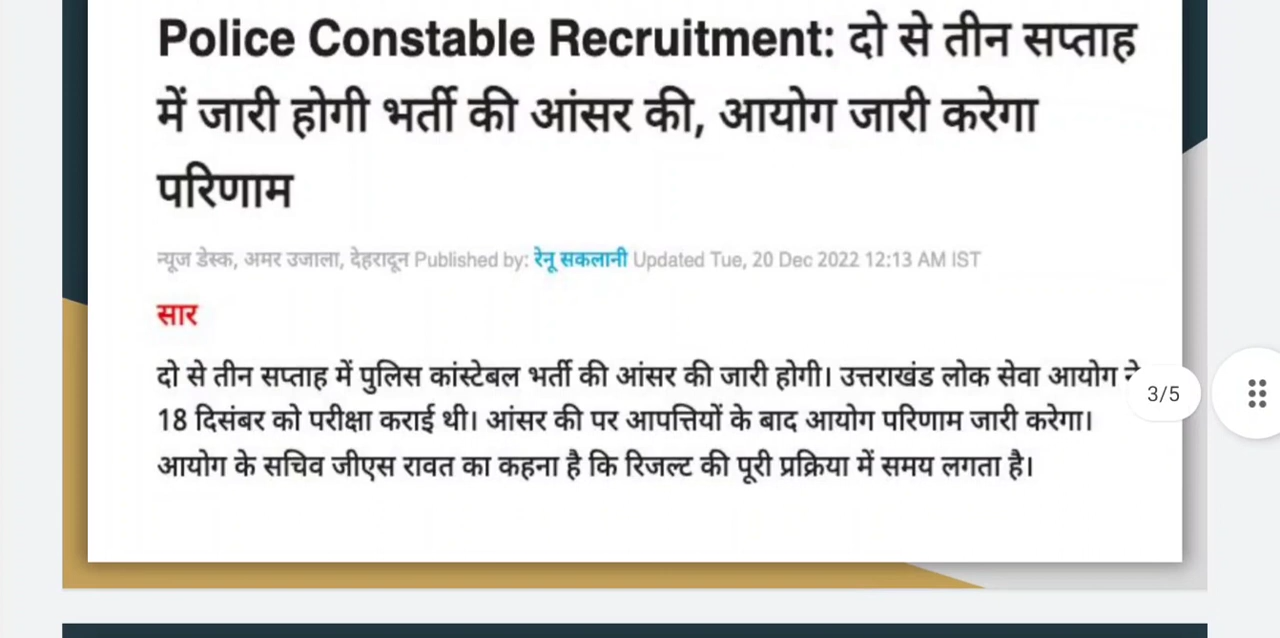 Police Constable Recruitment: दो से तीन सप्ताह
में जारी होगी भर्ती की आंसर की, आयोग जारी करेगा
परिणाम
न्यूज डेस्क, अमर उजाला, देहरादून Published by: रेनू सकलानी Updated Tue, 20 Dec 2022 12:13 AM IST
सार
दो से तीन सप्ताह में पुलिस कांस्टेबल भर्ती की आंसर की जारी होगी। उत्तराखंड लोक सेवा आयोग ने
3/5
18 दिसंबर को परीक्षा कराई थी। आंसर की पर आपत्तियों के बाद आयोग परिणाम जारी करेगा।
आयोग के सचिव जीएस रावत का कहना है कि रिजल्ट की पूरी प्रक्रिया में समय लगता है।